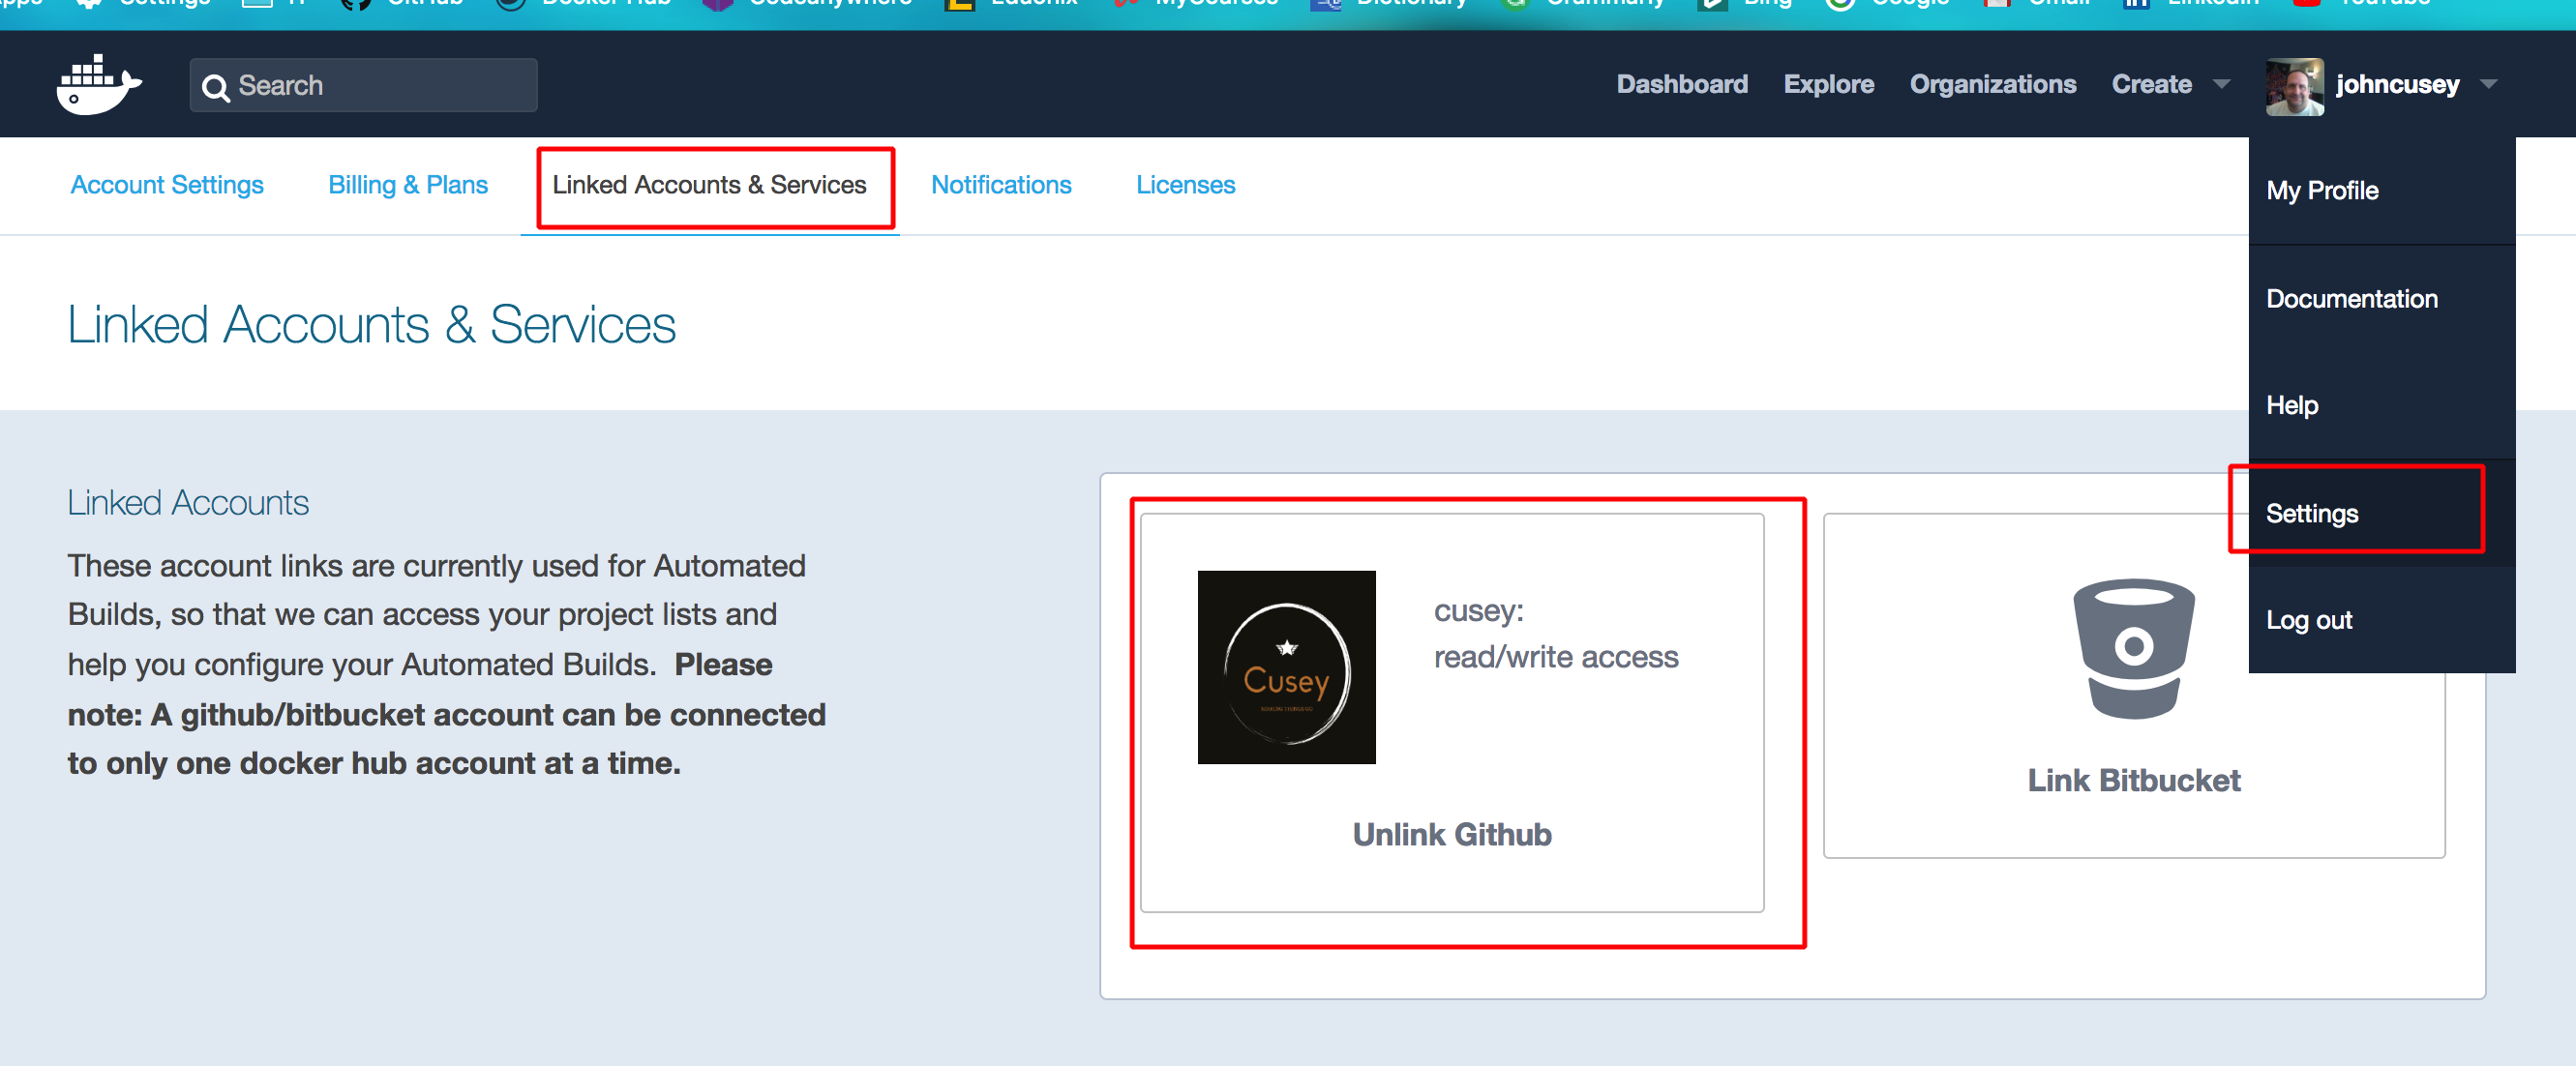 Search
Dashboard Explore Organizations Create johncusey
Account Settings Billing & Plans Linked Accounts & Services Notifications Licenses
My Profile
Documentation
Help
Settings
Log out
Linked Accounts & Services
Linked Accounts
These account links are currently used for Automated
Builds, so that we can access your project lists and
help you configure your Automated Builds. Please
note: A github/bitbucket account can be connected
to only one docker hub account at a time.
Cusey
cusey:
read/write access
Unlink Github
Link Bitbucket